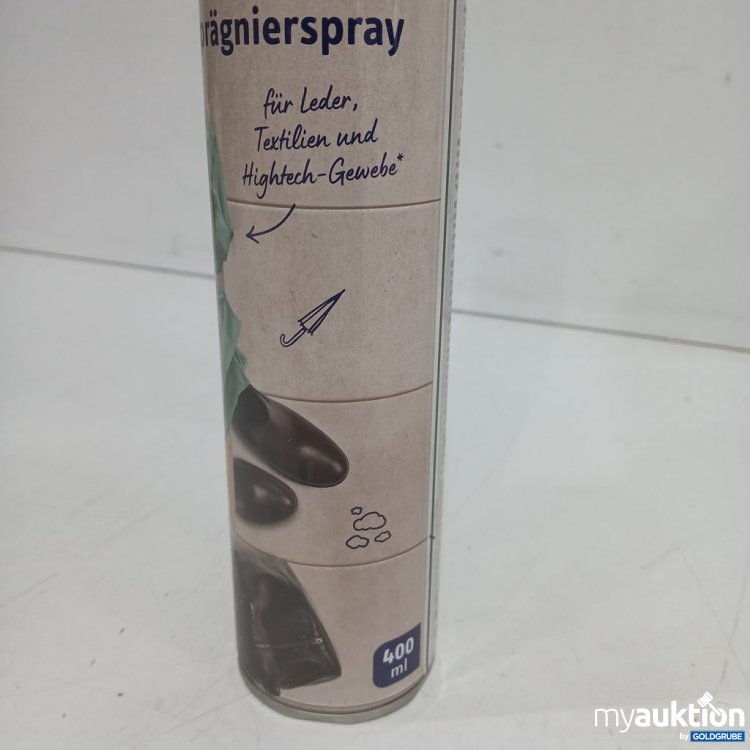 prägnierspray
für Leder,
Textilien und
Hightech-Gewebe*
400
ml
myauktion
by GOLDGRUBE